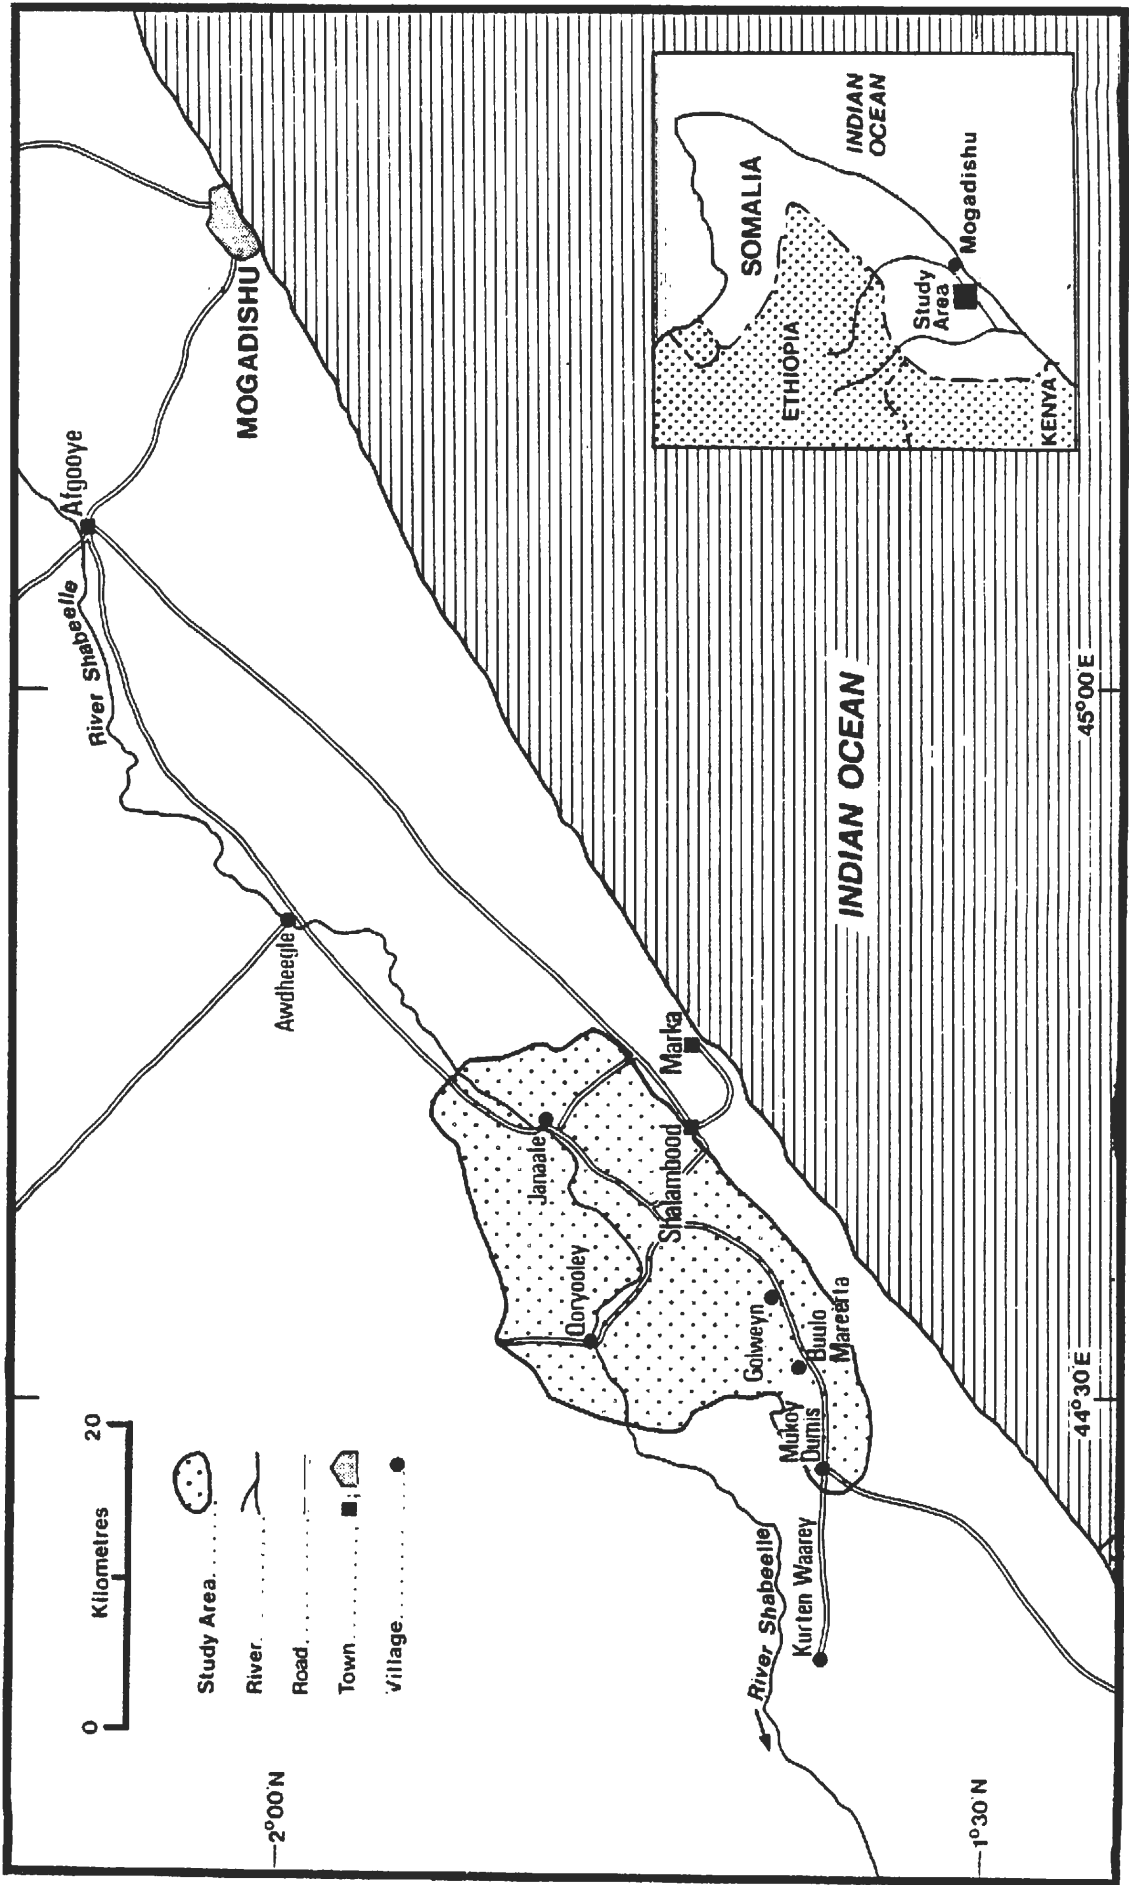 MOGADISHU
Afgooye
River Shabeelle
Awdheegle
Marka
Shalambood
Janaale
Qoryooley
Golweyn
Buulo
Mareerta
Mukoy
Dumis
Kurten Waarey
River Shabeelle
INDIAN OCEAN
0 20
Kilometres
Study Area
River
Road
Town
Village
2°00'N
1°30'N
44°30'E
45°00'E
SOMALIA
INDIAN
OCEAN
ETHIOPIA
Mogadishu
Study
Area
KENYA